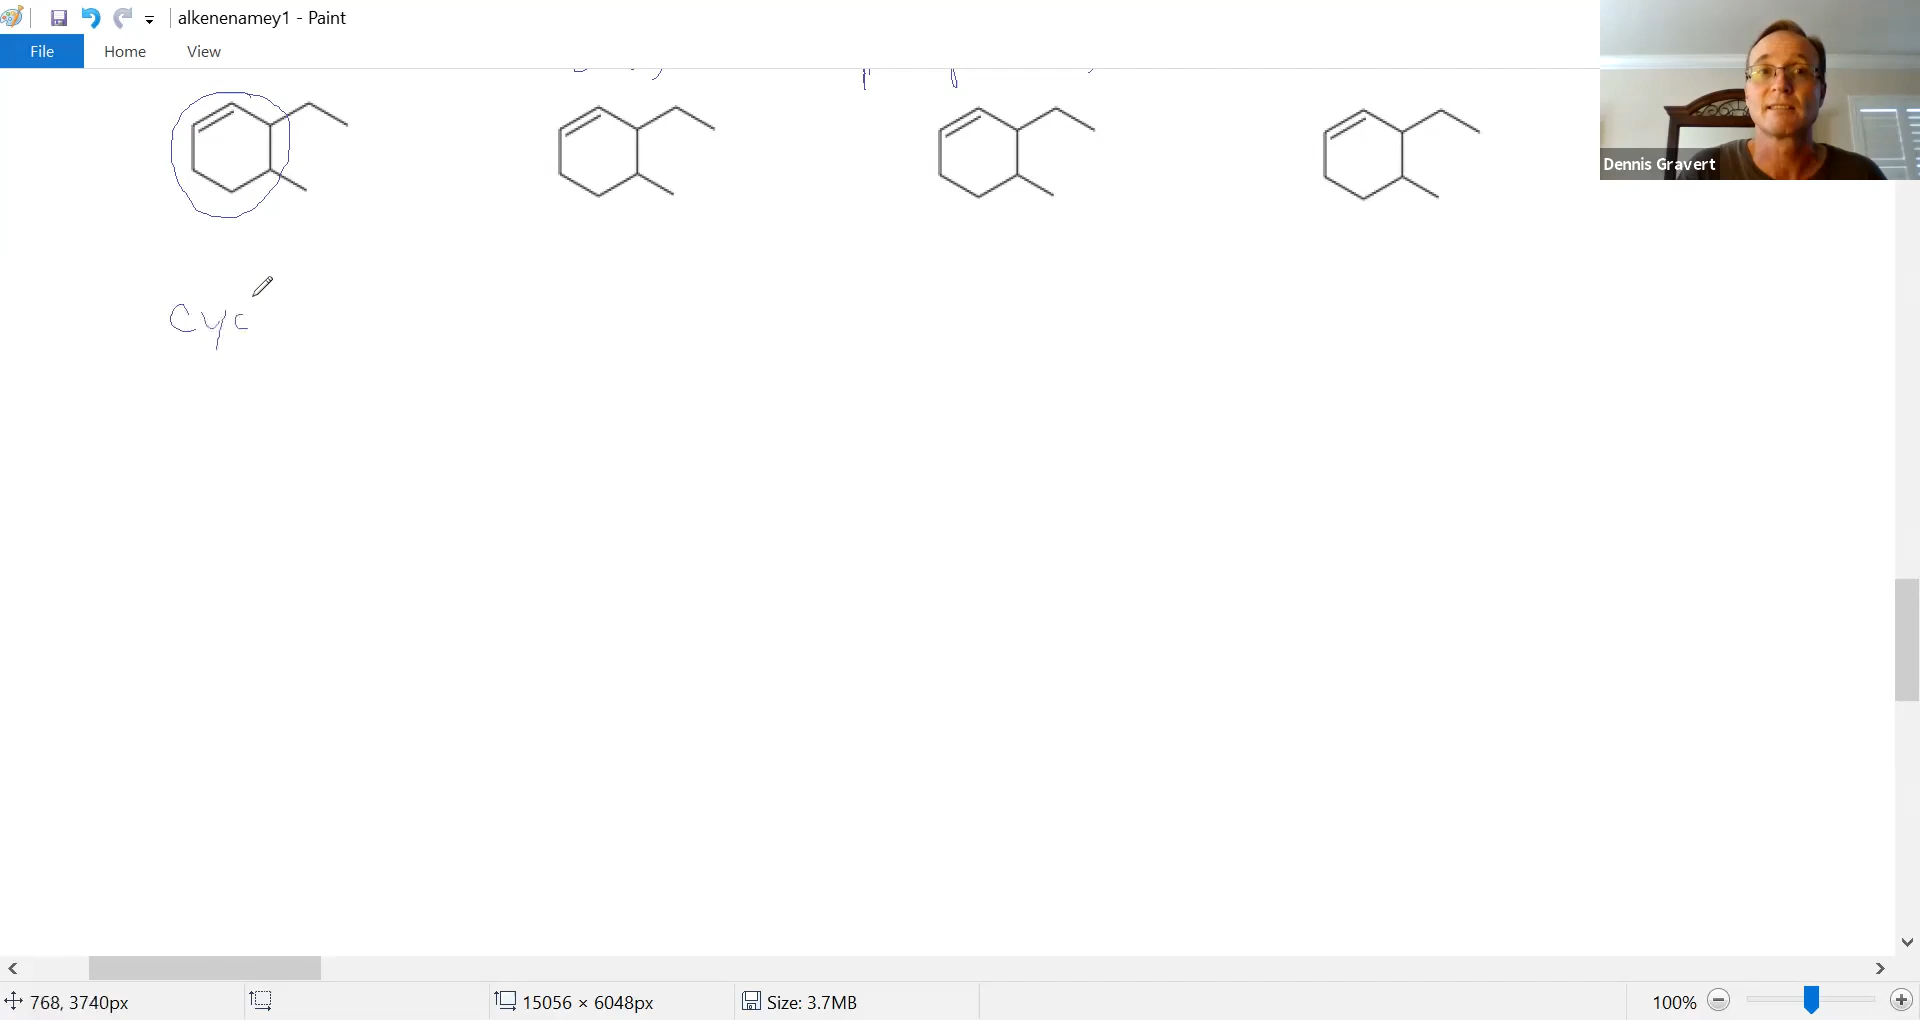 alkenenamey1 - Paint
File Home View
Dennis Gravert
Cyc
768, 3740px 15056 × 6048px Size: 3.7MB 100%